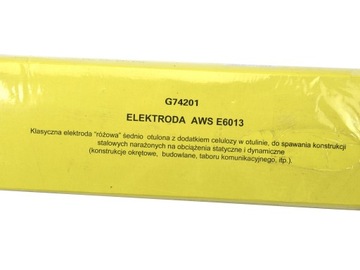 G74201
ELEKTRODA AWS E6013
Klasyczna elektroda "różowa" śednio otulona z dodatkiem celulozy w otulinie, do spawania konstrukcji
stalowych narażonych na obciążenia statyczne i dynamiczne
(konstrukcje okrętowe, budowlane, taboru komunikacyjnego, itp.).